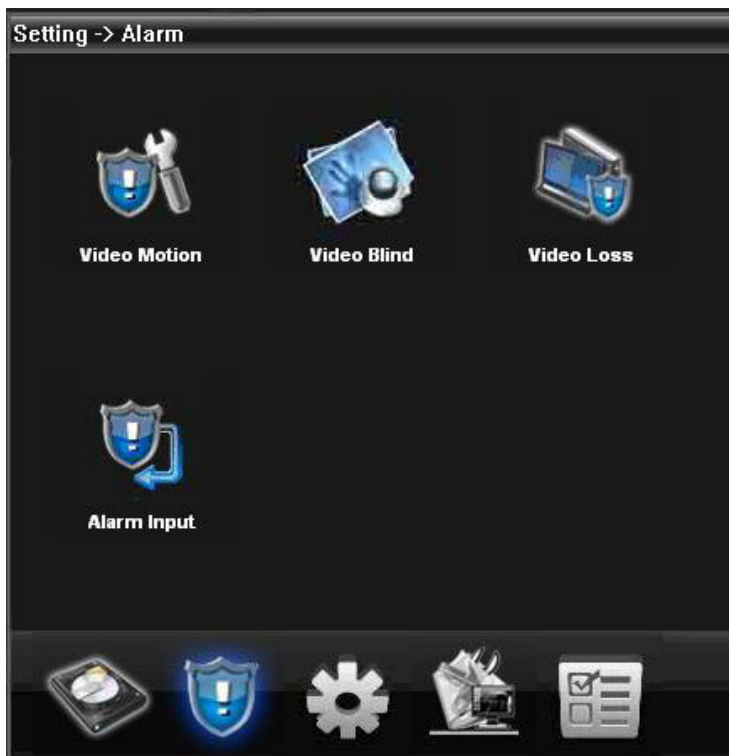 Setting -> Alarm
Video Motion
Video Blind
Video Loss
Alarm Input